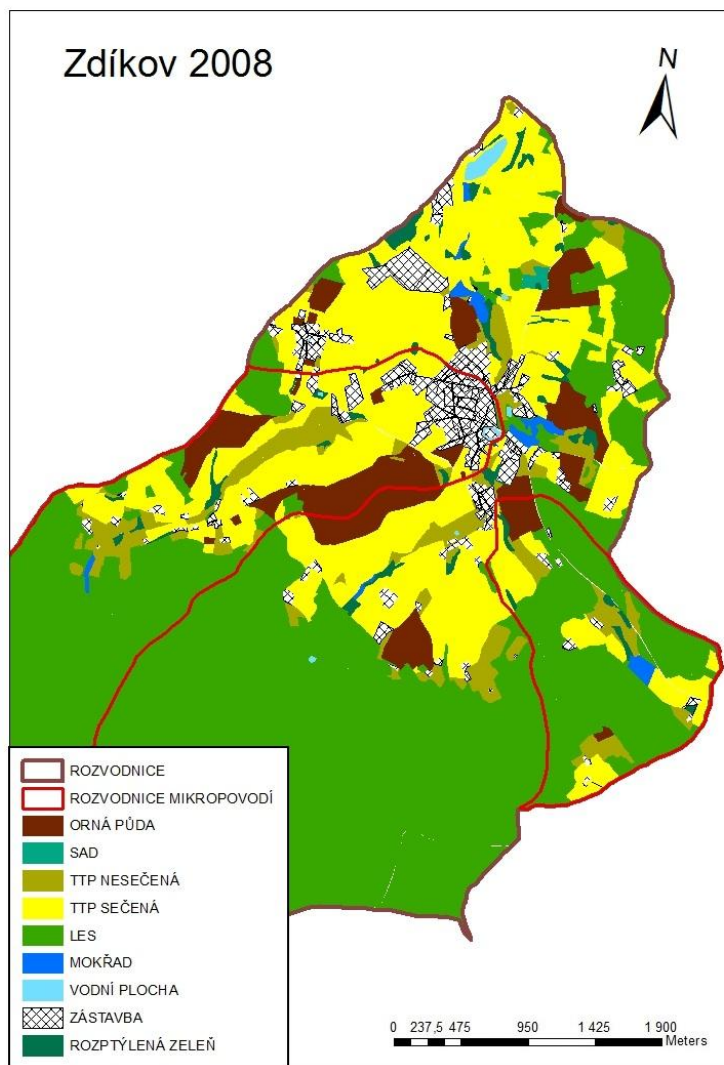 Zdíkov 2008
N
ROZVODNICE
ROZVODNICE MIKROPOVODÍ
ORNÁ PŮDA
SAD
TTP NESEČENÁ
TTP SEČENÁ
LES
MOKŘAD
VODNÍ PLOCHA
ZÁSTAVBA
ROZPTÝLENÁ ZELEŇ
0 237,5 475 950 1 425 1 900
Meters